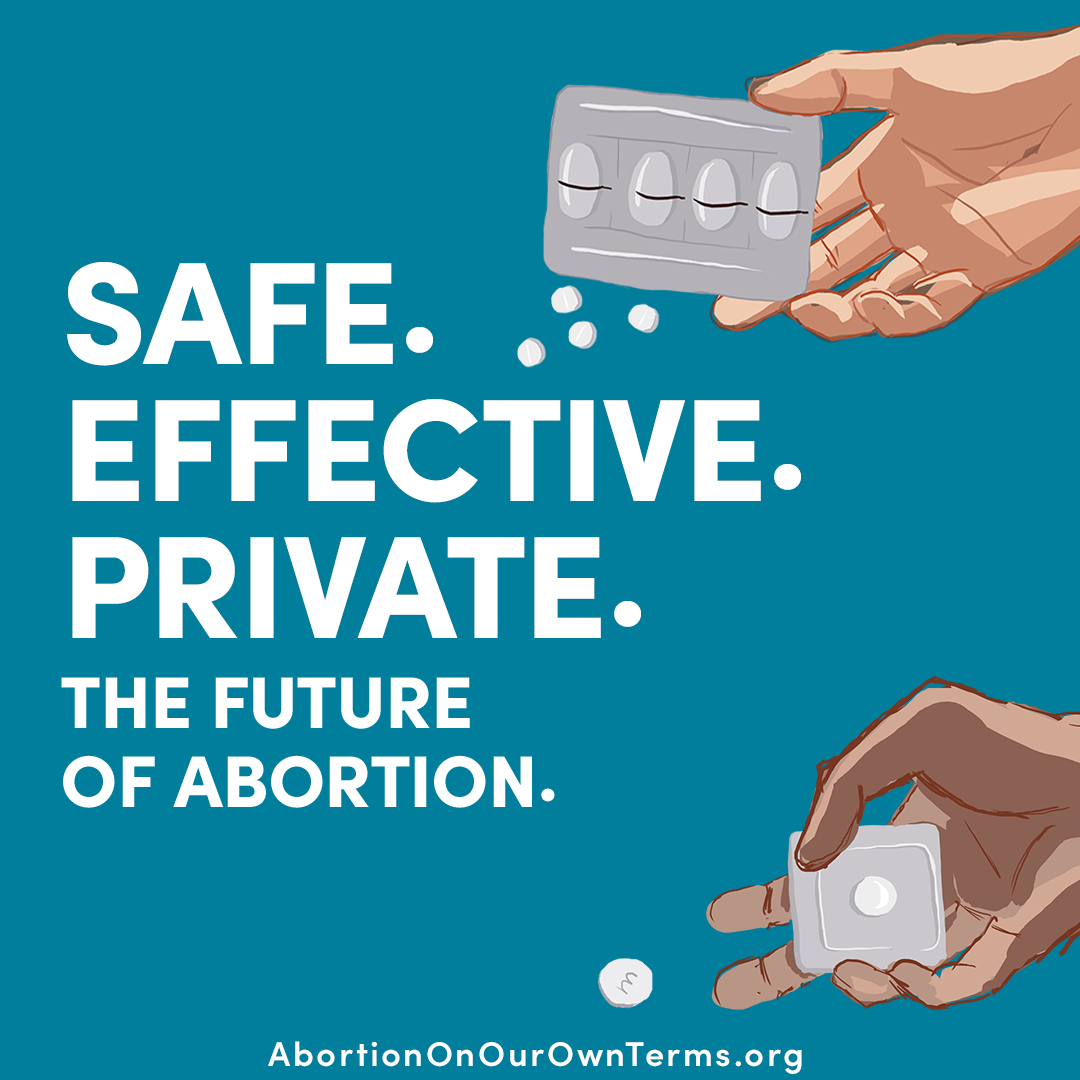 SAFE.
EFFECTIVE.
PRIVATE.
THE FUTURE
OF ABORTION.
AbortionOnOurOwnTerms.org